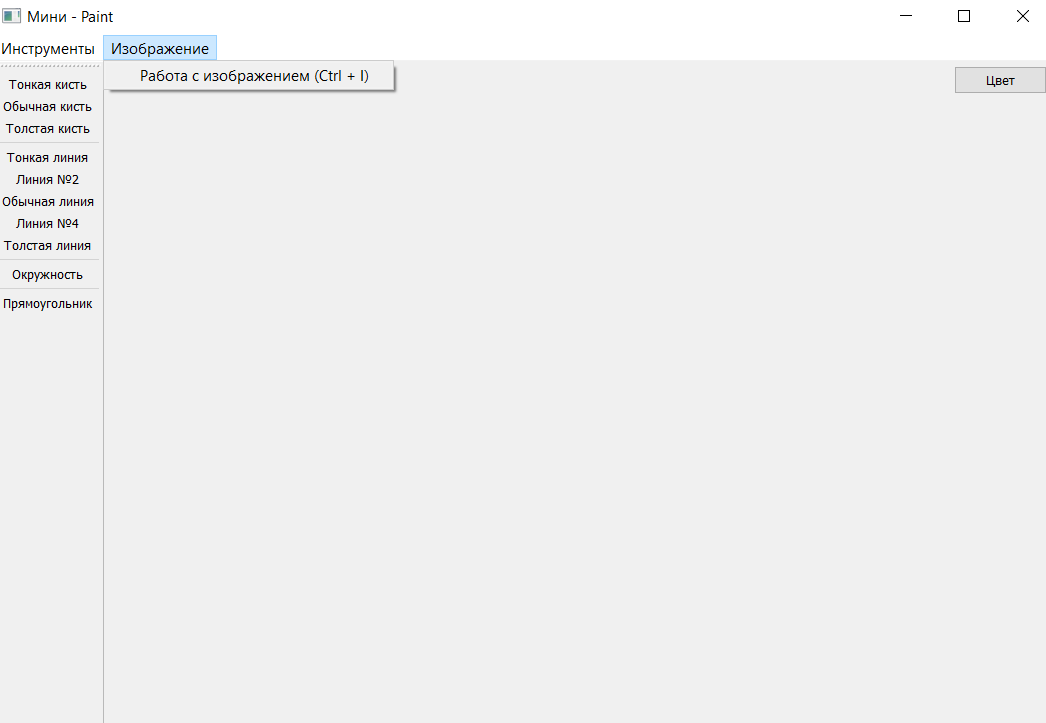 Мини - Paint
Инструменты Изображение
Работа с изображением (Ctrl + I)
Цвет
Тонкая кисть
Обычная кисть
Толстая кисть
Тонкая линия
Линия №2
Обычная линия
Линия №4
Толстая линия
Окружность
Прямоугольник